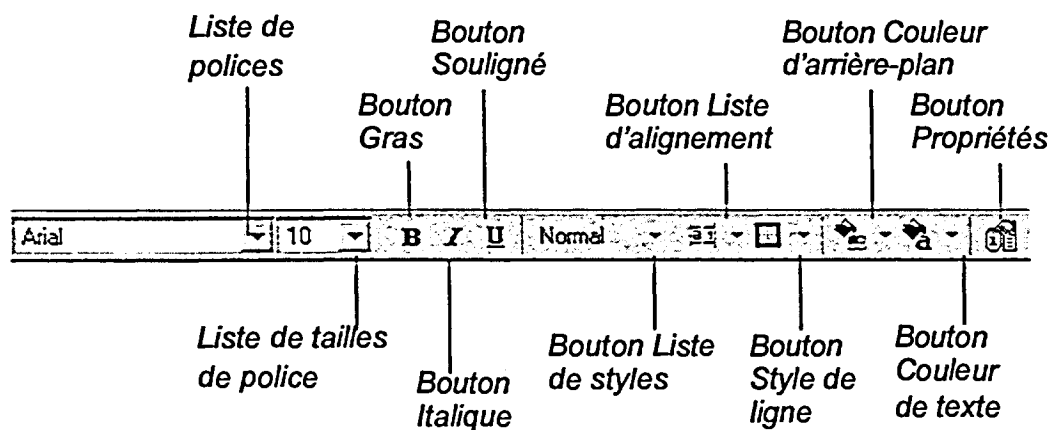 Liste de
polices
Bouton
Souligné
Bouton Couleur
d'arrière-plan
Bouton
Gras
Bouton Liste
d'alignement
Bouton
Propriétés
Arial 10 B I U Normal a
Liste de tailles
de police
Bouton
Italique
Bouton Liste
de styles
Bouton
Style de
ligne
Bouton
Couleur
de texte